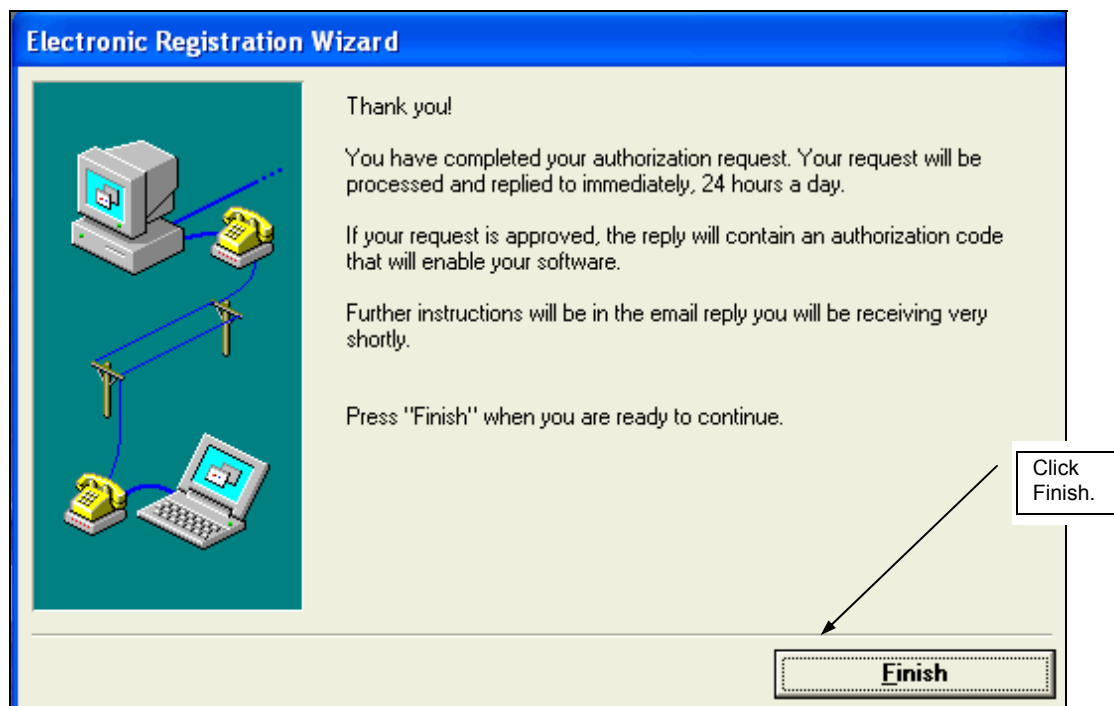 Electronic Registration Wizard
Thank you!
You have completed your authorization request. Your request will be
processed and replied to immediately, 24 hours a day.
If your request is approved, the reply will contain an authorization code
that will enable your software.
Further instructions will be in the email reply you will be receiving very
shortly.
Press "Finish" when you are ready to continue.
Click
Finish.
Finish